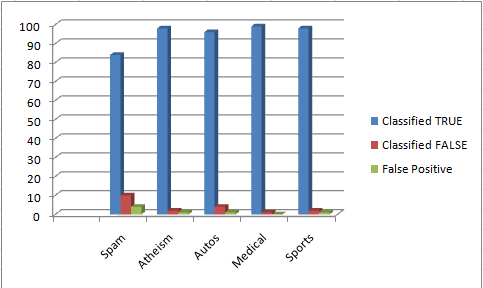 100
90
80
70
60
50
40
30
20
10
0
Spam
Atheism
Autos
Medical
Sports
Classified TRUE
Classified FALSE
False Positive